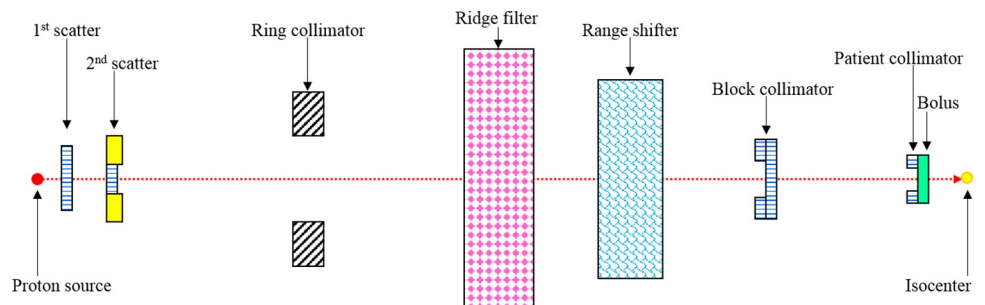 1st scatter
2nd scatter
Ring collimator
Ridge filter
Range shifter
Block collimator
Patient collimator
Bolus
Proton source
Isocenter